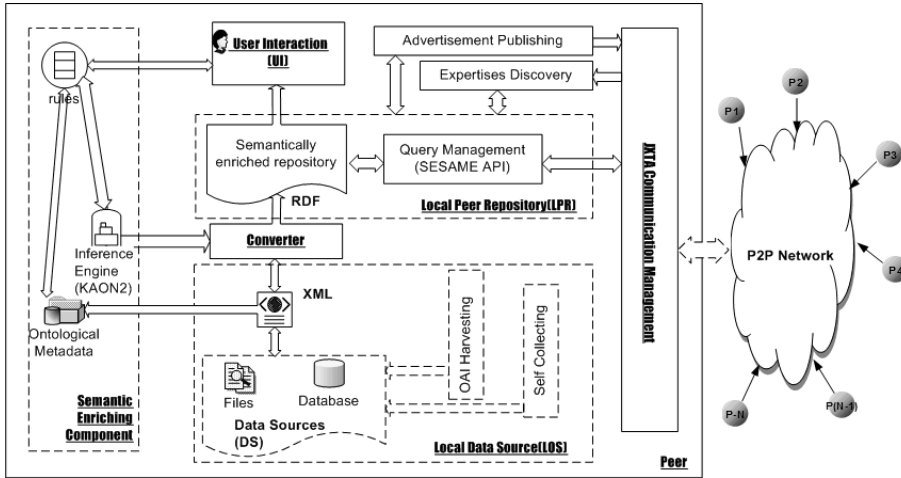 User Interaction
(UI)
Advertisement Publishing
Expertises Discovery
rules
Semantically
enriched repository
RDF
Query Management
(SESAME API)
Local Peer Repository(LPR)
Inference
Engine
(KAON2)
Converter
XML
Ontological
Metadata
Files
Database
Data Sources
(DS)
OAI Harvesting
Self Collecting
Local Data Source(LOS)
Semantic
Enriching
Component
Peer
JXTA Communication Management
P2P Network
P1
P2
P3
P4
P(N-1)
P-N